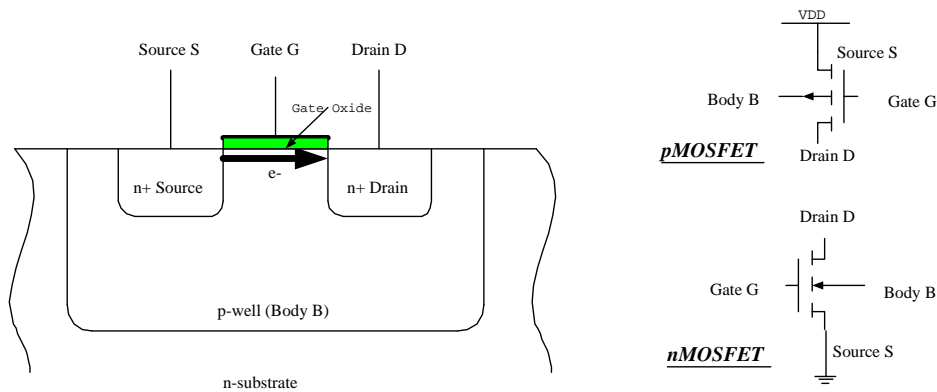 Source S
Gate G
Drain D
Gate Oxide
e-
n+ Source
n+ Drain
p-well (Body B)
n-substrate
VDD
Source S
Body B
Gate G
pMOSFET
Drain D
Drain D
Gate G
Body B
nMOSFET
Source S